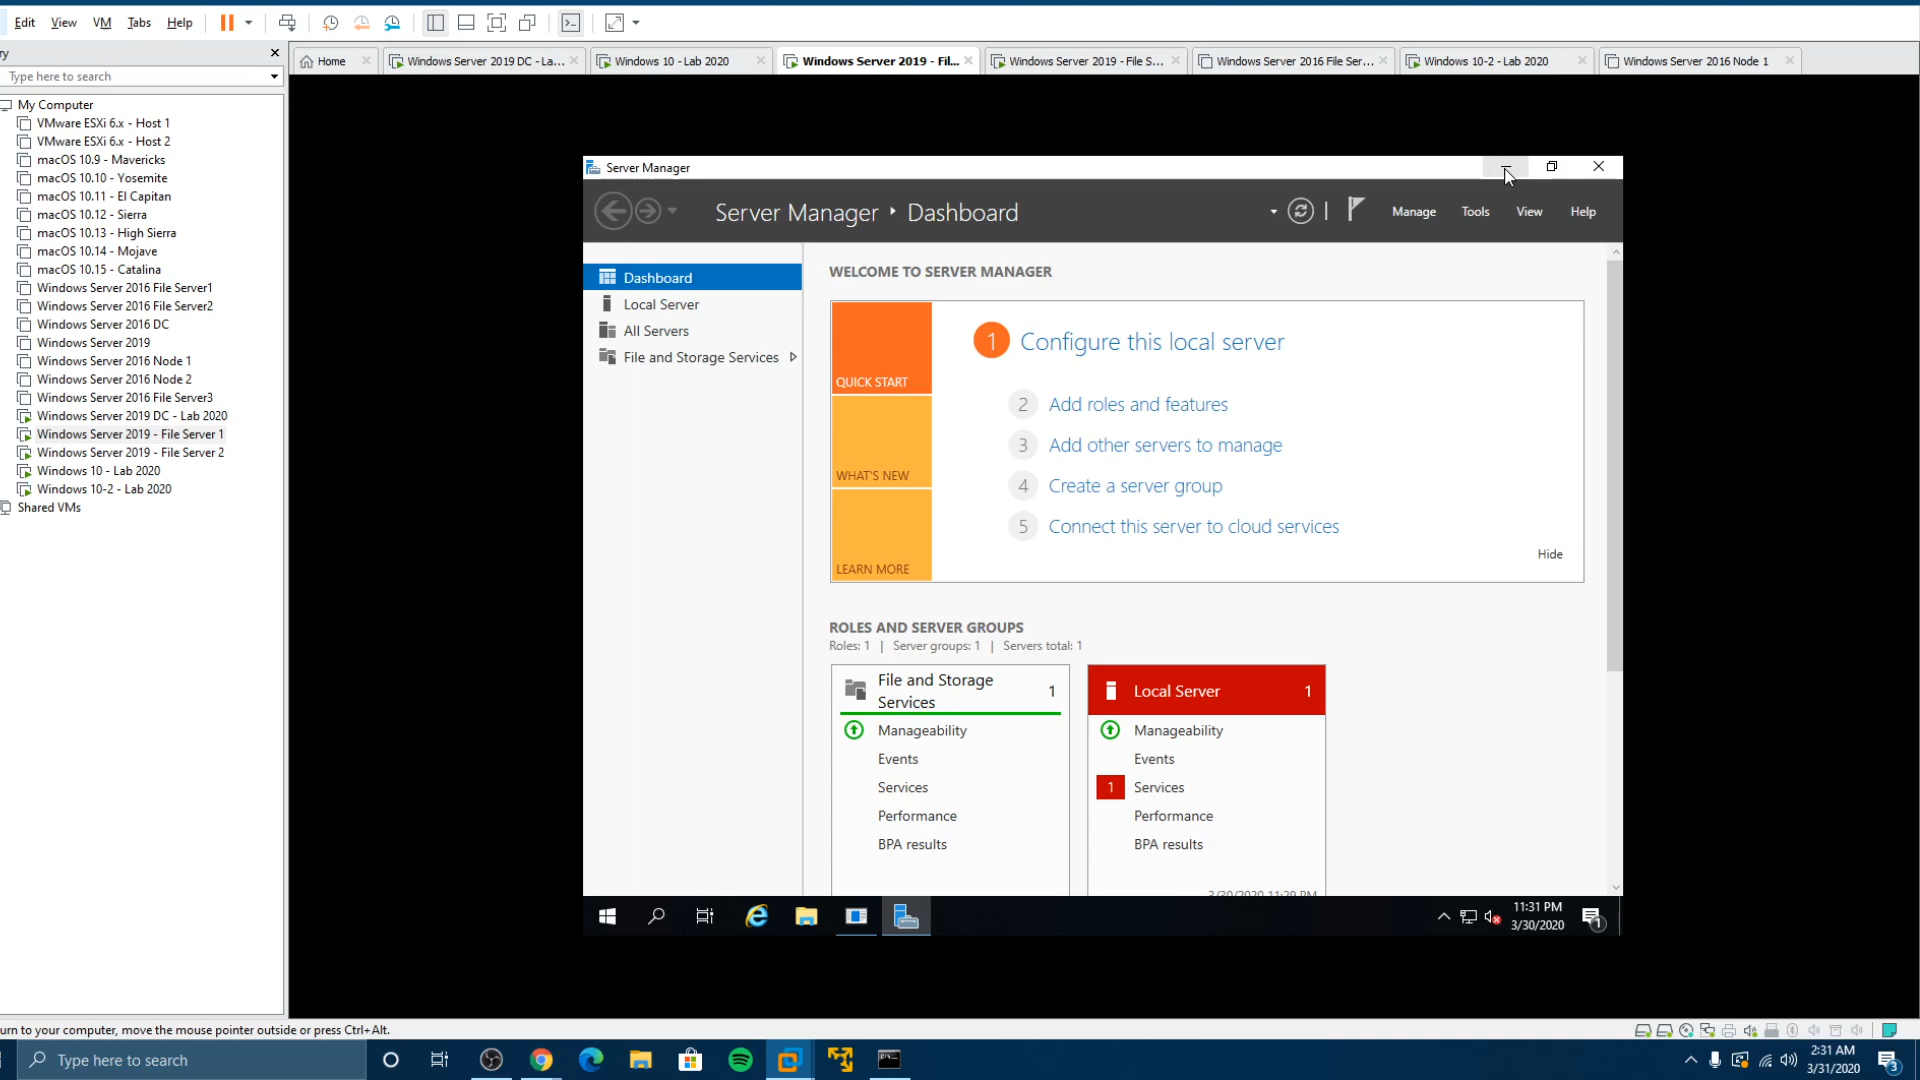 Edit View VM Tabs Help
ry
Type here to search
My Computer
VMware ESXi 6.x - Host 1
VMware ESXi 6.x - Host 2
macOS 10.9 - Mavericks
macOS 10.10 - Yosemite
macOS 10.11 - El Capitan
macOS 10.12 - Sierra
macOS 10.13 - High Sierra
macOS 10.14 - Mojave
macOS 10.15 - Catalina
Windows Server 2016 File Server1
Windows Server 2016 File Server2
Windows Server 2016 DC
Windows Server 2019
Windows Server 2016 Node 1
Windows Server 2016 Node 2
Windows Server 2016 File Server3
Windows Server 2019 DC - Lab 2020
Windows Server 2019 - File Server 1
Windows Server 2019 - File Server 2
Windows 10 - Lab 2020
Windows 10-2 - Lab 2020
Shared VMs
Home
Windows Server 2019 DC - La...
Windows 10 - Lab 2020
Windows Server 2019 - Fil...
Windows Server 2019 - File S...
Windows Server 2016 File Ser...
Windows 10-2 - Lab 2020
Windows Server 2016 Node 1
Server Manager
Server Manager Dashboard
Manage Tools View Help
Dashboard
Local Server
All Servers
File and Storage Services
WELCOME TO SERVER MANAGER
QUICK START
WHAT'S NEW
LEARN MORE
1 Configure this local server
2 Add roles and features
3 Add other servers to manage
4 Create a server group
5 Connect this server to cloud services
Hide
ROLES AND SERVER GROUPS
Roles: 1 | Server groups: 1 | Servers total: 1
File and Storage
Services
1
Manageability
Events
Services
Performance
BPA results
Local Server 1
Manageability
Events
1 Services
Performance
BPA results
3/30/2020 11:29 PM
11:31 PM
3/30/2020
1
urn to your computer, move the mouse pointer outside or press Ctrl+Alt.
Type here to search
2:31 AM
3/31/2020
3